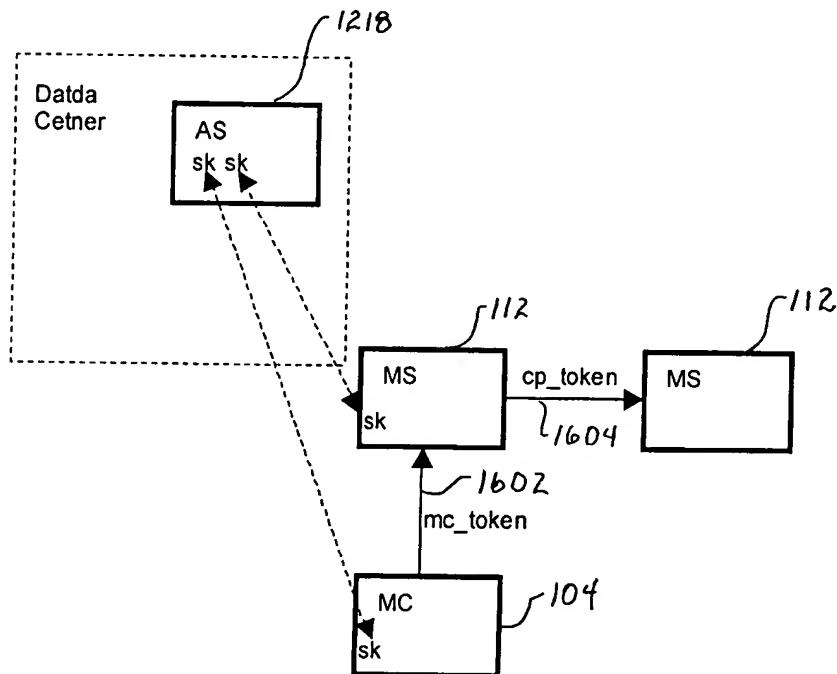 1218
Datda
Cetner
AS
sk sk
112
112
MS
cp_token
MS
sk
1604
1602
mc_token
MC
104
sk